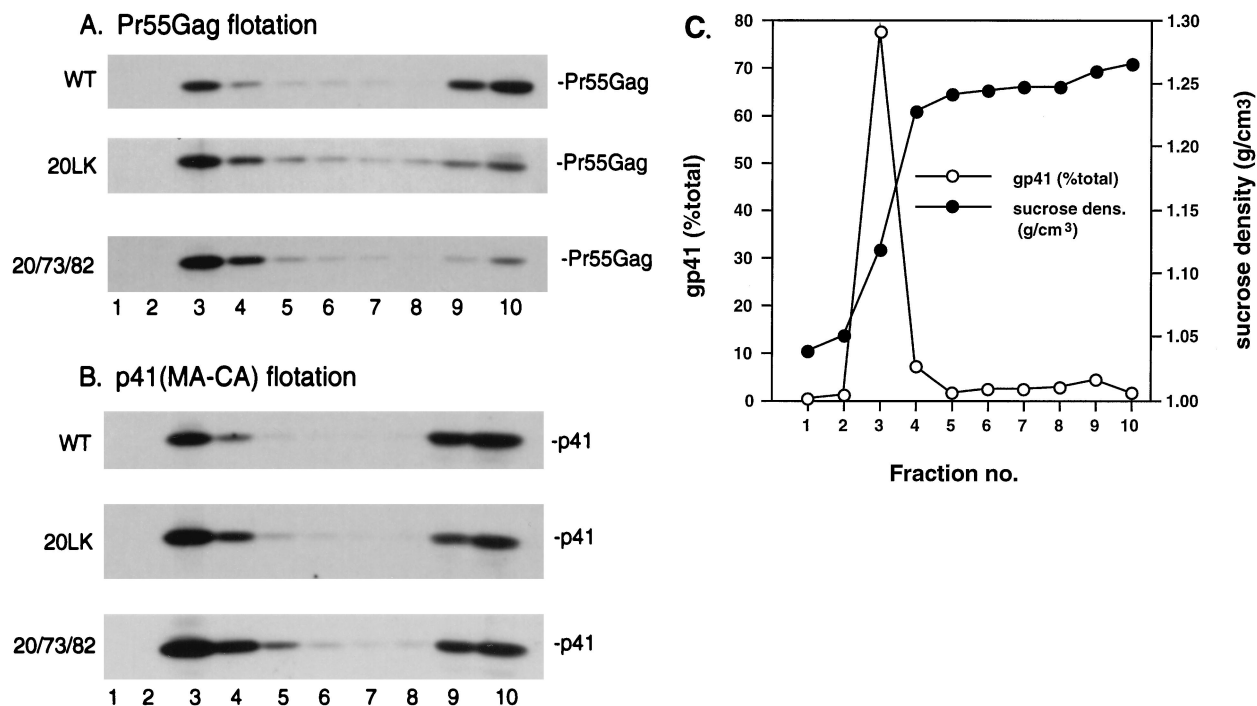 A. Pr55Gag flotation
WT
-Pr55Gag
20LK
-Pr55Gag
20/73/82
-Pr55Gag
1 2 3 4 5 6 7 8 9 10
B. p41(MA-CA) flotation
WT
-p41
20LK
-p41
20/73/82
-p41
1 2 3 4 5 6 7 8 9 10
C.
80
70
60
50
40
30
20
10
0
gp41 (%total)
1.30
1.25
1.20
1.15
1.10
1.05
1.00
sucrose density (g/cm3)
gp41 (%total)
sucrose dens.
(g/cm3)
1 2 3 4 5 6 7 8 9 10
Fraction no.